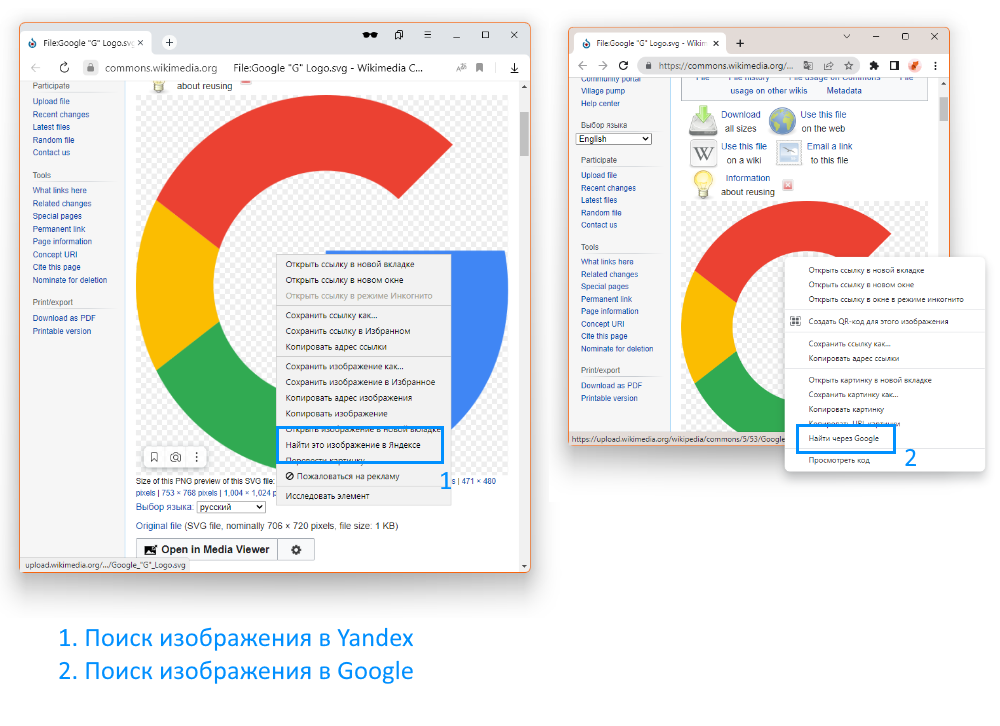 File:Google "G" Logo.svg
commons.wikimedia.org File:Google "G" Logo.svg - Wikimedia C...
Participate
Upload file
Recent changes
Latest files
Random file
Contact us
Tools
What links here
Related changes
Special pages
Permanent link
Page information
Concept URI
Cite this page
Nominate for deletion
Print/export
Download as PDF
Printable version
about reusing
Открыть ссылку в новой вкладке
Открыть ссылку в новом окне
Открыть ссылку в режиме Инкогнито
Сохранить ссылку как...
Сохранить ссылку в Избранном
Копировать адрес ссылки
Сохранить изображение как...
Сохранить изображение в Избранное
Копировать адрес изображения
Копировать изображение
Открыть изображение в новой вкладке
Найти это изображение в Яндексе
Перевести картинку
Пожаловаться на рекламу
Исследовать элемент
1
Size of this PNG preview of this SVG file: s | 471 × 480
pixels | 753 × 768 pixels | 1,004 × 1,024 p
Выбор языка: русский
Original file (SVG file, nominally 706 × 720 pixels, file size: 1 KB)
Open in Media Viewer
upload.wikimedia.org/.../Google_"G"_Logo.svg
File:Google "G" Logo.svg - Wikim
https://commons.wikimedia.org/...
Community portal
Village pump
Help center
Выбор языка
English
Participate
Upload file
Recent changes
Latest files
Random file
Contact us
Tools
What links here
Related changes
Special pages
Permanent link
Page information
Concept URI
Cite this page
Nominate for deletion
Print/export
Download as PDF
Printable version
File File history File usage on Commons File
usage on other wikis Metadata
Download
all sizes
Use this file
on the web
W
Use this file
on a wiki
Email a link
to this file
Information
about reusing
Открыть ссылку в новой вкладке
Открыть ссылку в новом окне
Открыть ссылку в окне в режиме инкогнито
Создать QR-код для этого изображения
Сохранить ссылку как...
Копировать адрес ссылки
Открыть картинку в новой вкладке
Сохранить картинку как...
Копировать картинку
Копировать URL картинки
Найти через Google
Просмотреть код
2
https://upload.wikimedia.org/wikipedia/commons/5/53/Google
1. Поиск изображения в Yandex
2. Поиск изображения в Google